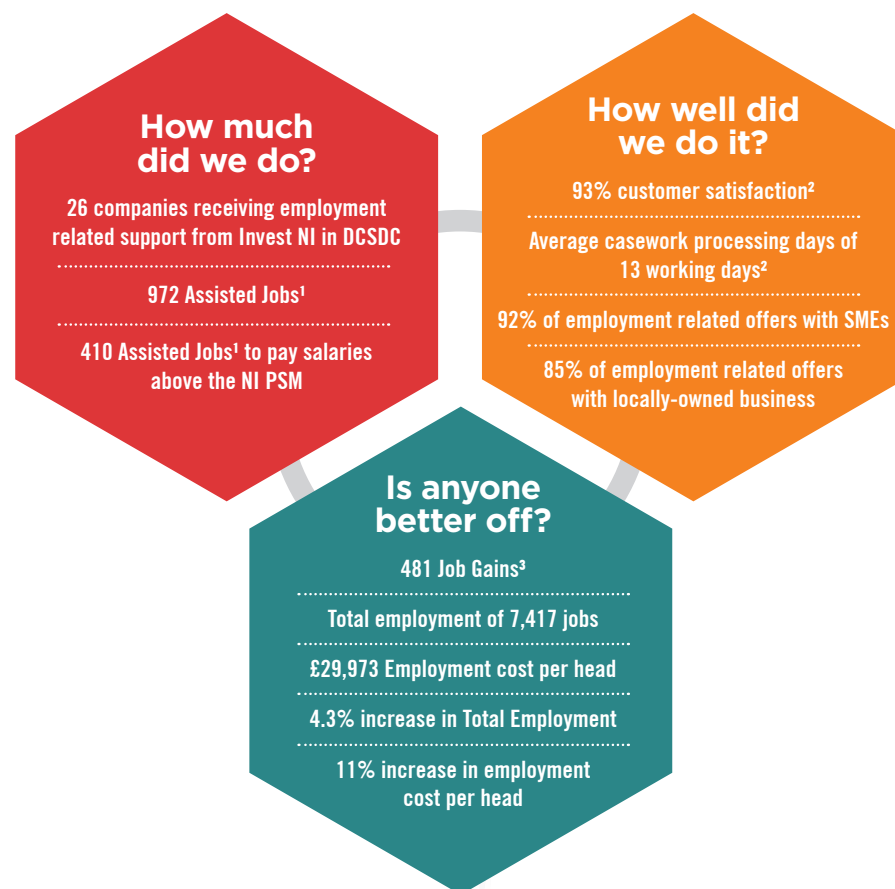 How much
did we do?
26 companies receiving employment
related support from Invest NI in DCSDC
972 Assisted Jobs¹
410 Assisted Jobs¹ to pay salaries
above the NI PSM
How well did
we do it?
93% customer satisfaction²
Average casework processing days of
13 working days²
92% of employment related offers with SMEs
85% of employment related offers
with locally-owned business
Is anyone
better off?
481 Job Gains³
Total employment of 7,417 jobs
£29,973 Employment cost per head
4.3% increase in Total Employment
11% increase in employment
cost per head